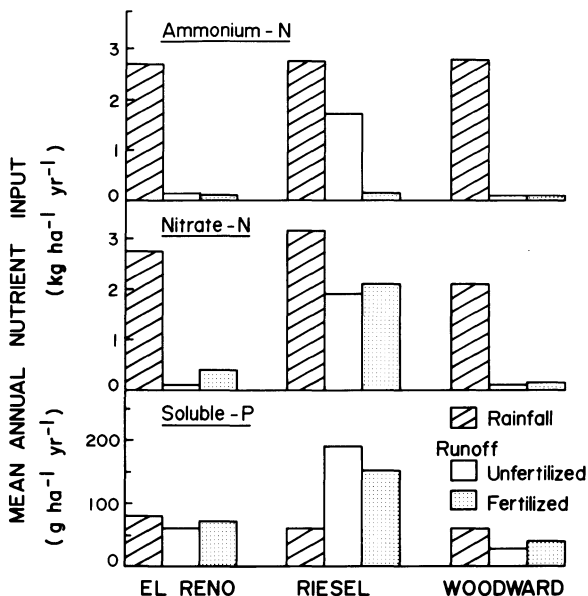 Ammonium-N
3
2
1
0
Nitrate-N
3
2
1
0
Soluble-P
200
100
0
MEAN ANNUAL NUTRIENT INPUT
(kg ha⁻¹ yr⁻¹)
(g ha⁻¹ yr⁻¹)
Rainfall
Runoff
Unfertilized
Fertilized
EL RENO RIESEL WOODWARD